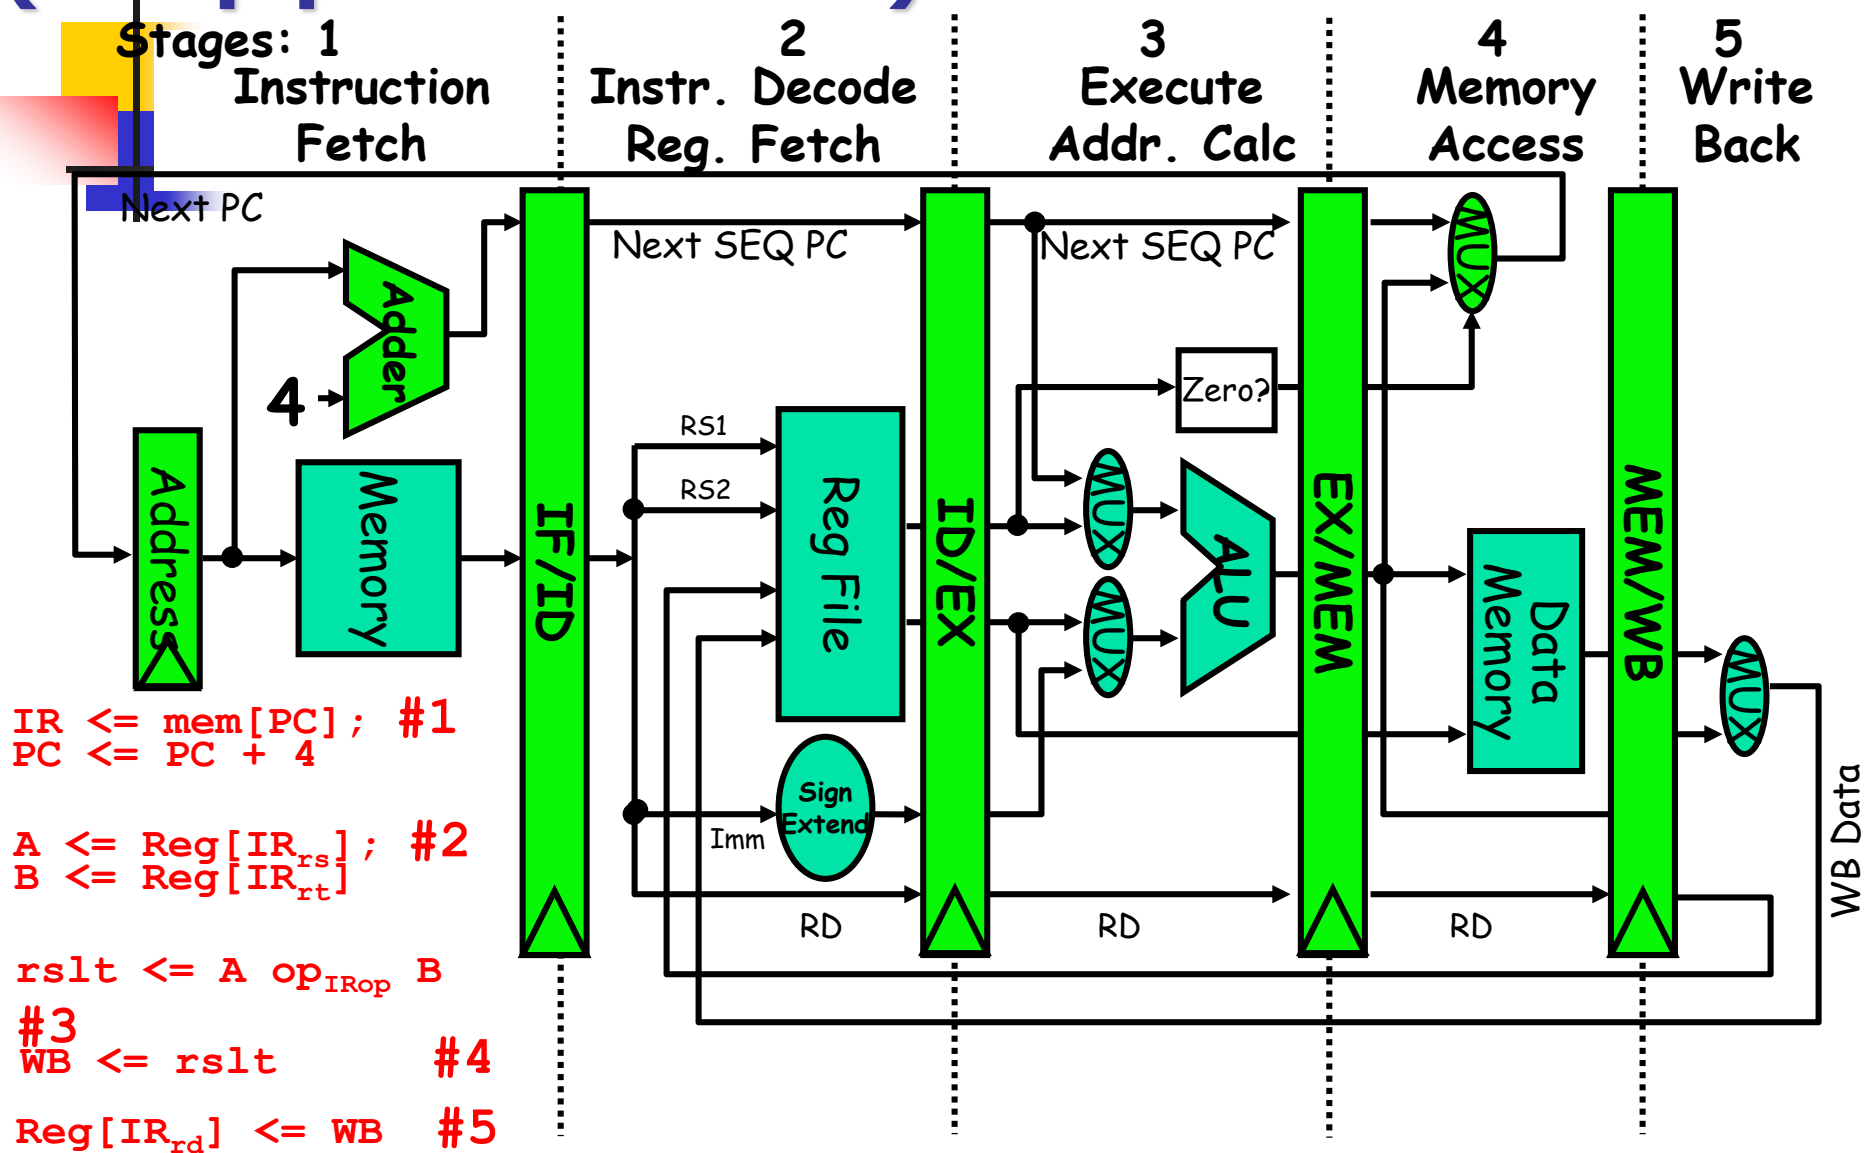 Stages: 1 2 3 4 5
Instruction Fetch
Instr. Decode Reg. Fetch
Execute Addr. Calc
Memory Access
Write Back
Next PC
Next SEQ PC
Next SEQ PC
MUX
Adder
4
Zero?
RS1
RS2
Address
Memory
IF/ID
Reg File
ID/EX
MUX
MUX
ALU
EX/MEM
Data Memory
MEM/WB
MUX
Sign Extend
Imm
RD
RD
RD
WB Data
IR <= mem[PC]; #1
PC <= PC + 4
A <= Reg[IRrs]; #2
B <= Reg[IRrt]
rslt <= A opIRop B
#3
WB <= rslt #4
Reg[IRrd] <= WB #5